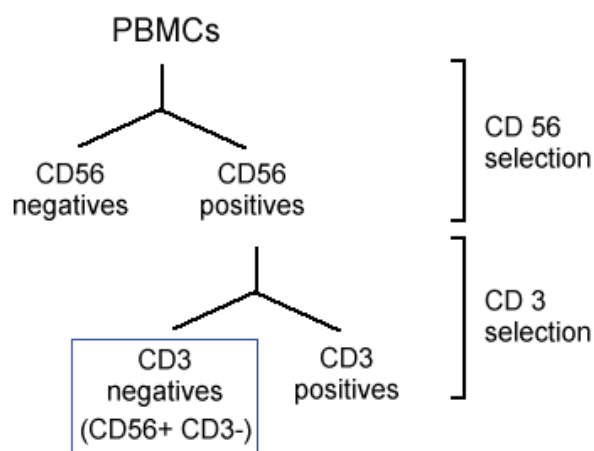 PBMCs
CD56
negatives
CD56
positives
CD 56
selection
CD3
negatives
(CD56+ CD3-)
CD3
positives
CD 3
selection